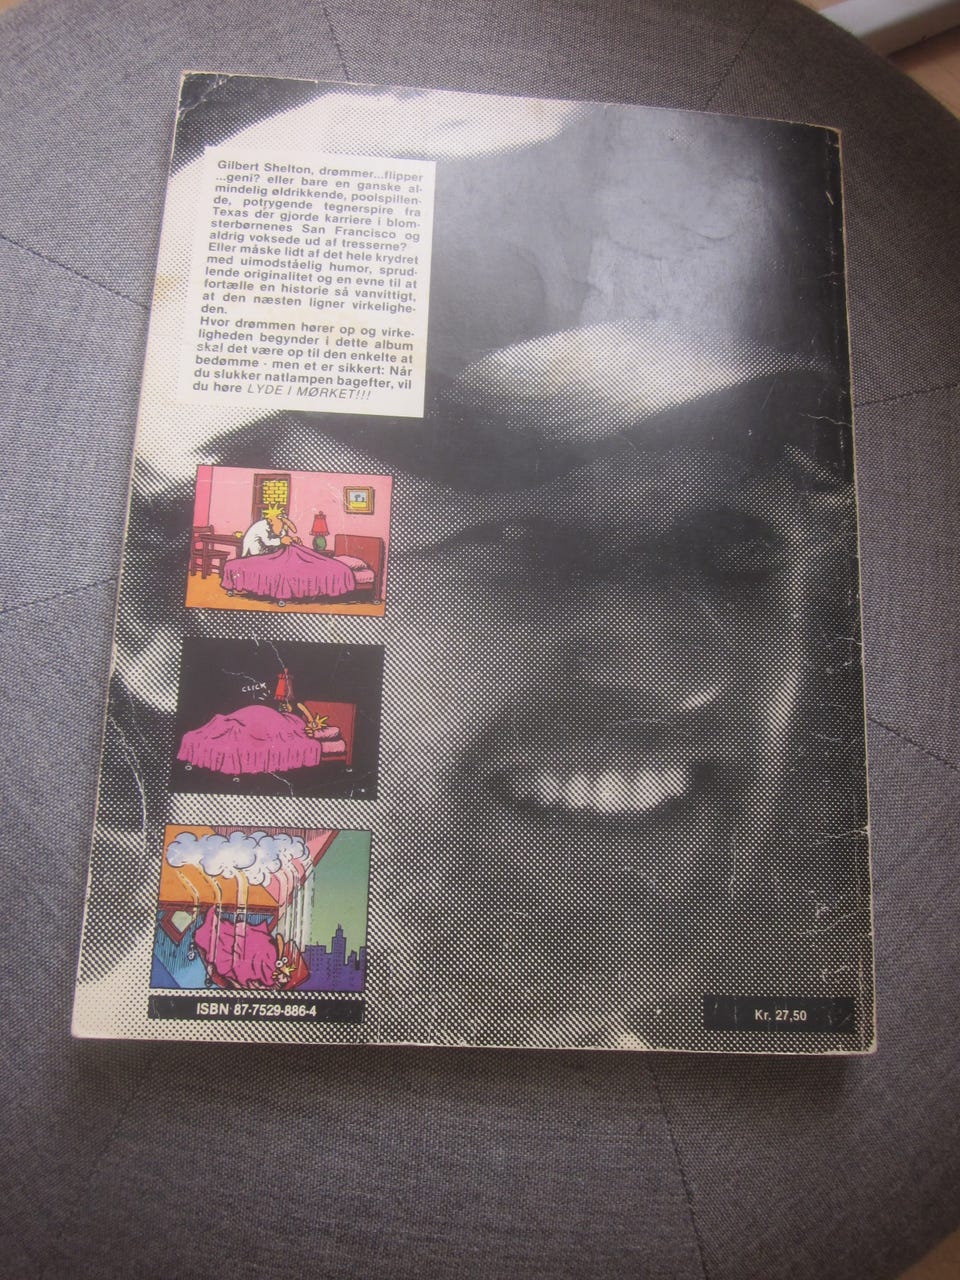 Gilbert Shelton, drømmer...flipper
...geni? eller bare en ganske al-
mindelig øldrikkende, poolspillen-
de, potrygende tegnerspire fra
Texas der gjorde karriere i blom-
sterbørnenes San Francisco og
aldrig voksede ud af tresserne?
Eller måske lidt af det hele krydret
med uimodståelig humor, sprud-
lende originalitet og en evne til at
fortælle en historie så vanvittigt,
at den næsten ligner virkelighe-
den.
Hvor drømmen hører op og virke-
ligheden begynder i dette album
skal det være op til den enkelte at
bedømme - men et er sikkert: Når
du slukker natlampen bagefter, vil
du høre LYDE I MØRKET!!!
CLICK
ISBN 87-7529-886-4
Kr. 27,50